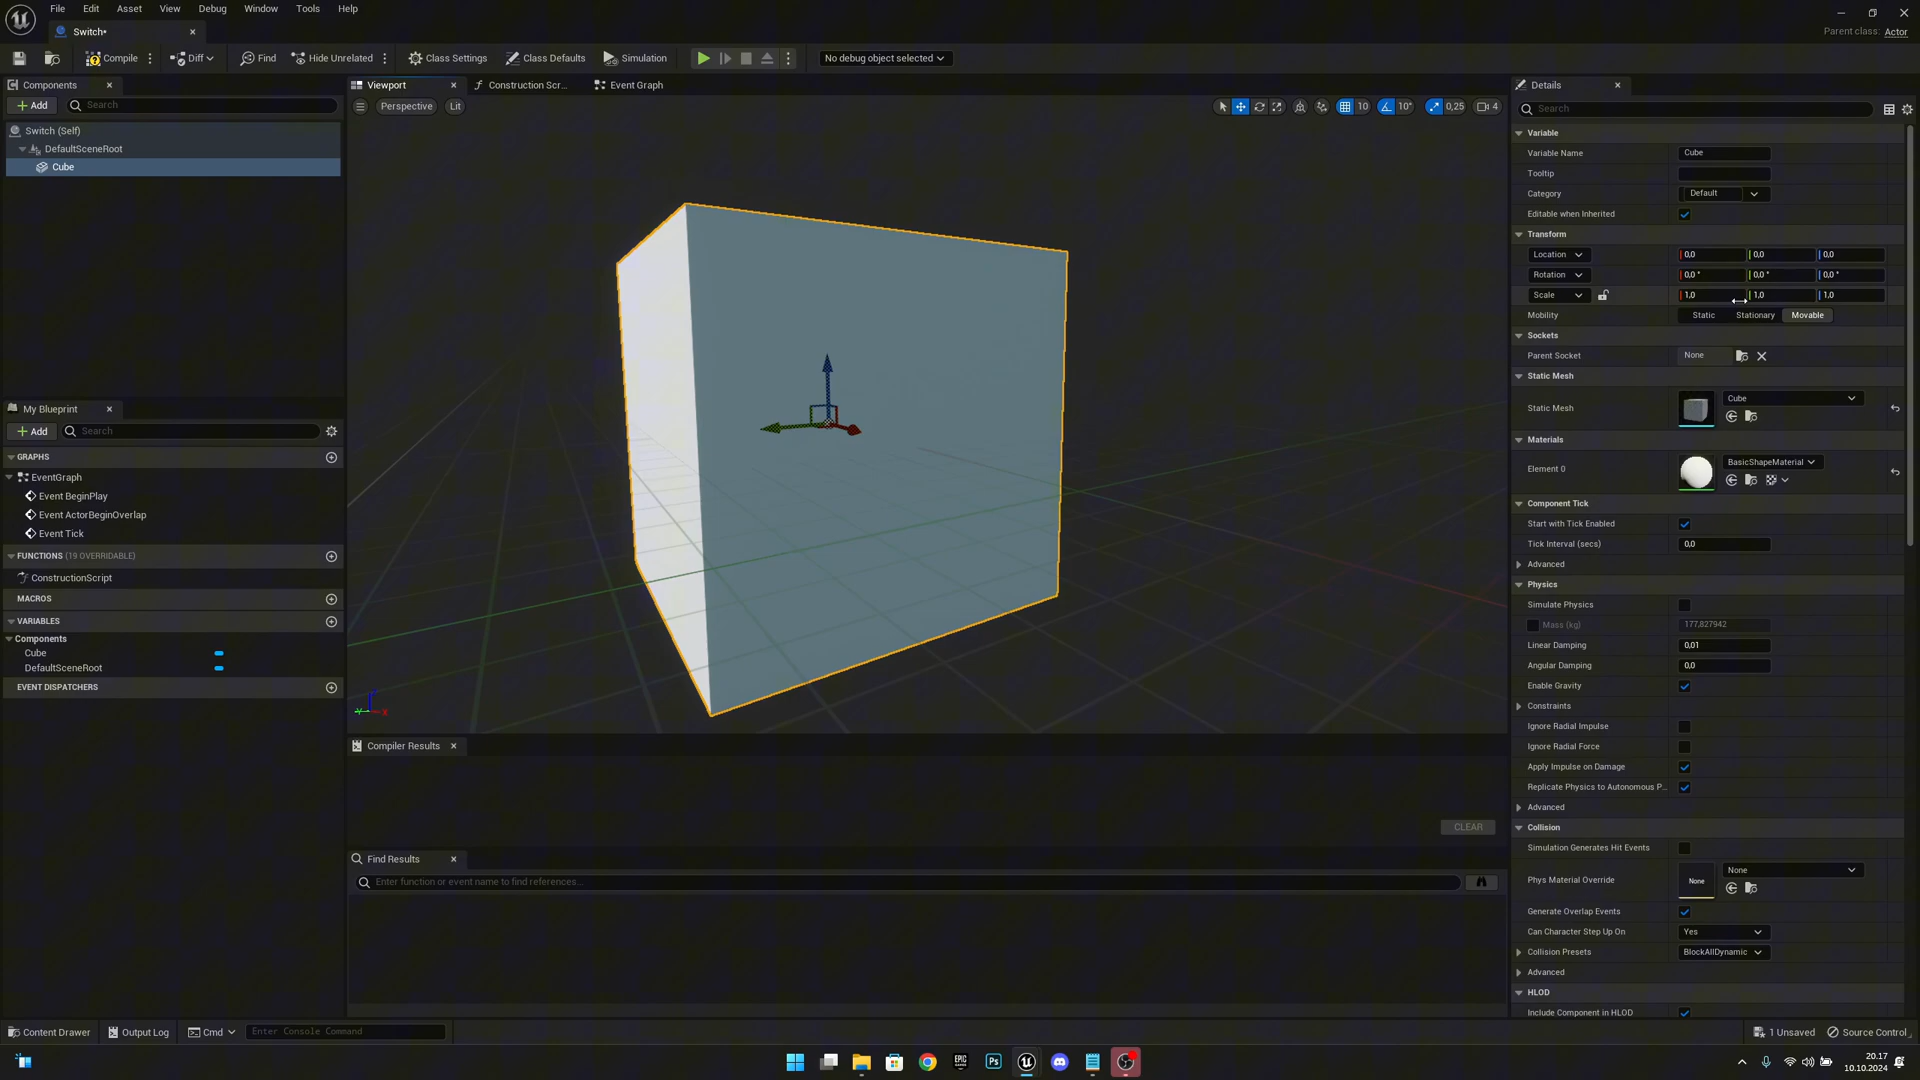 File Edit Asset View Debug Window Tools Help
Switch*
Parent class: Actor
Compile Diff Find Hide Unrelated Class Settings Class Defaults Simulation No debug object selected
Components
Add Search
Switch (Self)
DefaultSceneRoot
Cube
My Blueprint
Add Search
GRAPHS
EventGraph
Event BeginPlay
Event ActorBeginOverlap
Event Tick
FUNCTIONS (19 OVERRIDABLE)
ConstructionScript
MACROS
VARIABLES
Components
Cube
DefaultSceneRoot
EVENT DISPATCHERS
Viewport Construction Scr... Event Graph
Perspective Lit 10 10° 0,25 4
Compiler Results
CLEAR
Find Results
Enter function or event name to find references...
Details
Search
Variable
Variable Name Cube
Tooltip
Category Default
Editable when Inherited
Transform
Location 0,0 0,0 0,0
Rotation 0,0 ° 0,0 ° 0,0 °
Scale 1,0 1,0 1,0
Mobility Static Stationary Movable
Sockets
Parent Socket None
Static Mesh
Static Mesh Cube
Materials
Element 0 BasicShapeMaterial
Component Tick
Start with Tick Enabled
Tick Interval (secs) 0,0
Advanced
Physics
Simulate Physics
Mass (kg) 177,827942
Linear Damping 0,01
Angular Damping 0,0
Enable Gravity
Constraints
Ignore Radial Impulse
Ignore Radial Force
Apply Impulse on Damage
Replicate Physics to Autonomous P...
Advanced
Collision
Simulation Generates Hit Events
Phys Material Override None None
Generate Overlap Events
Can Character Step Up On Yes
Collision Presets BlockAllDynamic
Advanced
HLOD
Include Component in HLOD
Content Drawer Output Log Cmd Enter Console Command 1 Unsaved Source Control
EPIC GAMES Ps
20.17
10.10.2024